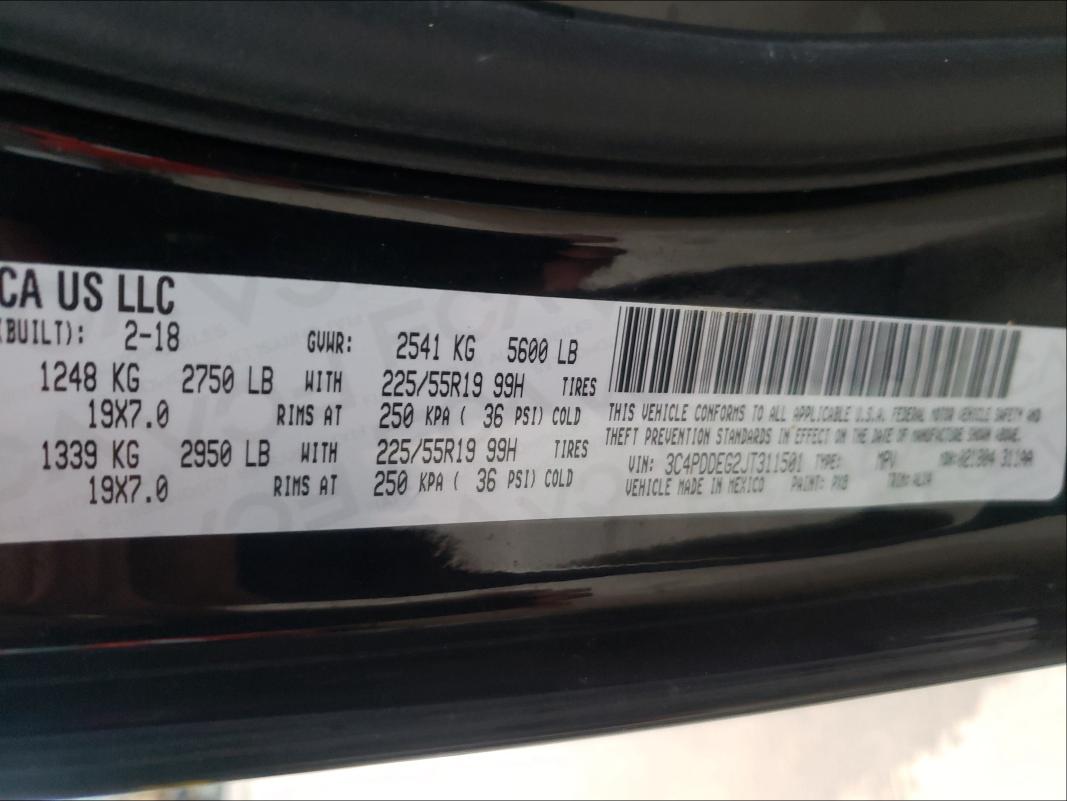 CA US LLC
(BUILT): 2-18 GVWR: 2541 KG 5600 LB
1248 KG 2750 LB WITH 225/55R19 99H TIRES
19X7.0 RIMS AT 250 KPA ( 36 PSI) COLD
1339 KG 2950 LB WITH 225/55R19 99H TIRES
19X7.0 RIMS AT 250 KPA ( 36 PSI) COLD
THIS VEHICLE CONFORMS TO ALL APPLICABLE U.S.A. FEDERAL MOTOR VEHICLE SAFETY AND
THEFT PREVENTION STANDARDS IN EFFECT ON THE DATE OF MANUFACTURE SHOWN ABOVE.
VIN: 3C4PDDEG2JT311501 TYPE: MPV MDH:
VEHICLE MADE IN MEXICO PAINT: PXB TRIM: